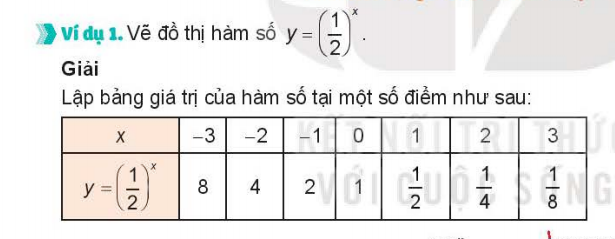 Ví dụ 1. Vẽ đồ thị hàm số y = (1/2)^x.
Giải
Lập bảng giá trị của hàm số tại một số điểm như sau:
x −3 −2 −1 0 1 2 3
y = (1/2)^x 8 4 2 1 1/2 1/4 1/8
KẾT NỐI TRI THỨ
VỚI CUỘC SỐNG